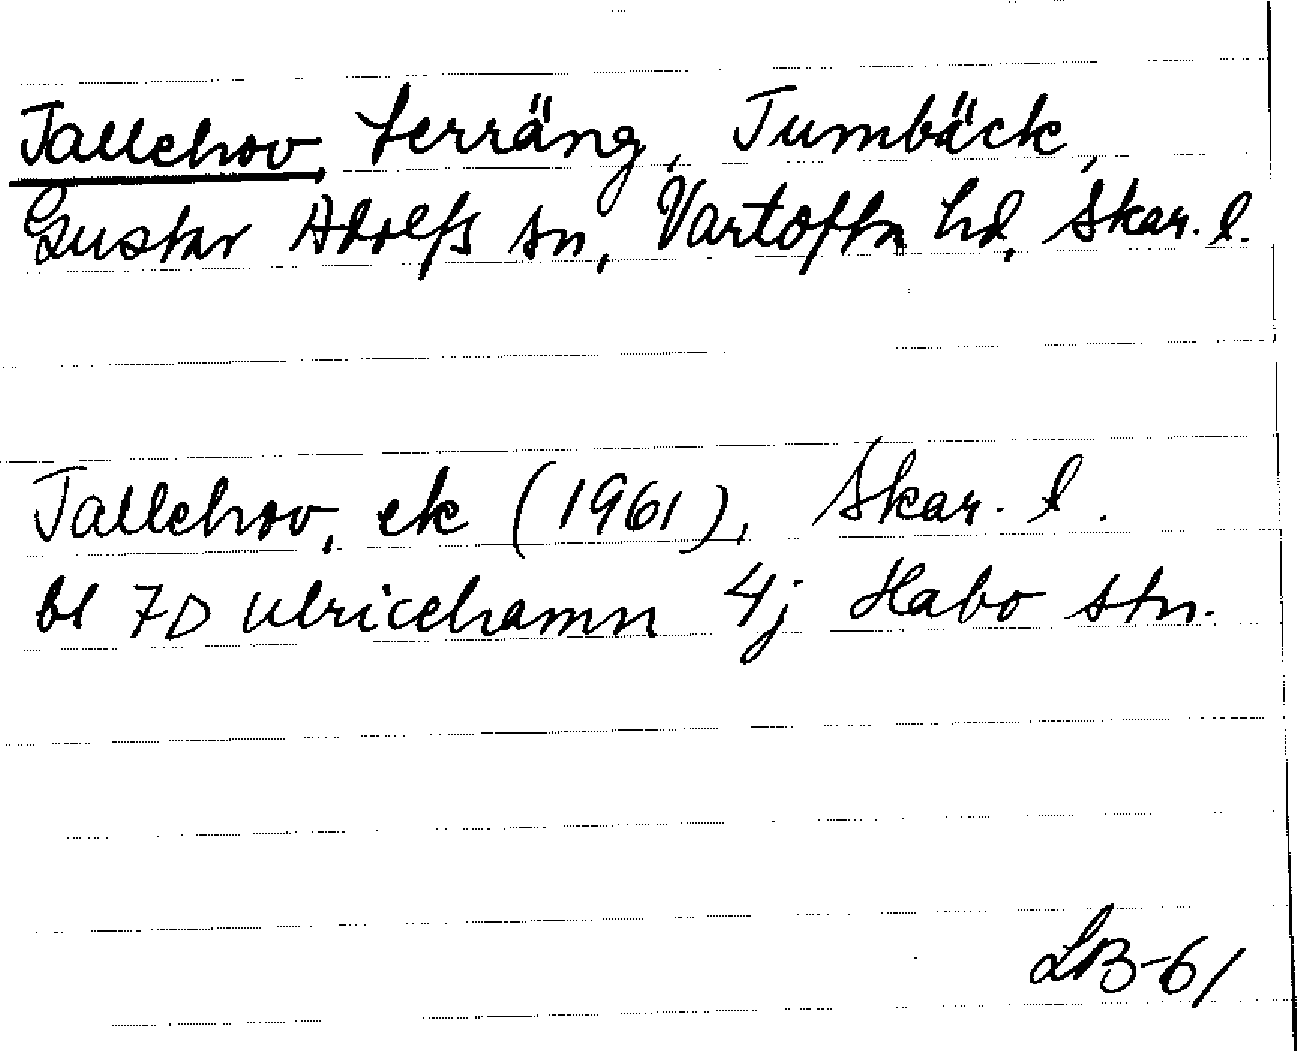 Tallehov, terräng, Tumbäck,
Gustav Adolfs sn, Vartofta hd, Skar. l.
Tallehov, ek (1961), Skar. l.
bl 7D Ulricehamn 4j Habo stn.
LB-61